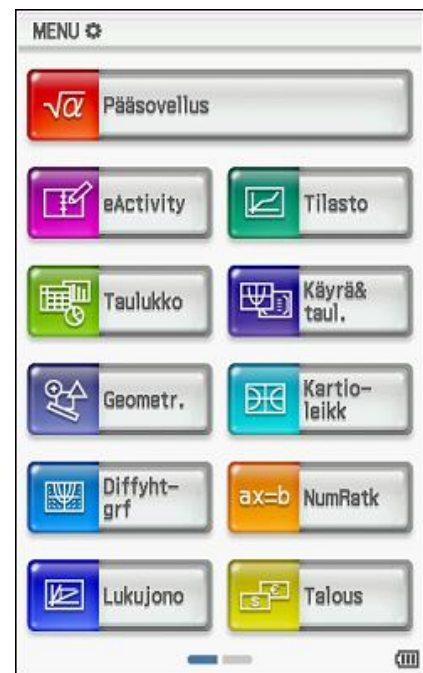 MENU
√α Pääsovellus
eActivity
Tilasto
Taulukko
Käyrä&
taul.
Geometr.
Kartio-
leikk
Diffyht-
grf
ax=b NumRatk
Lukujono
$ € Talous